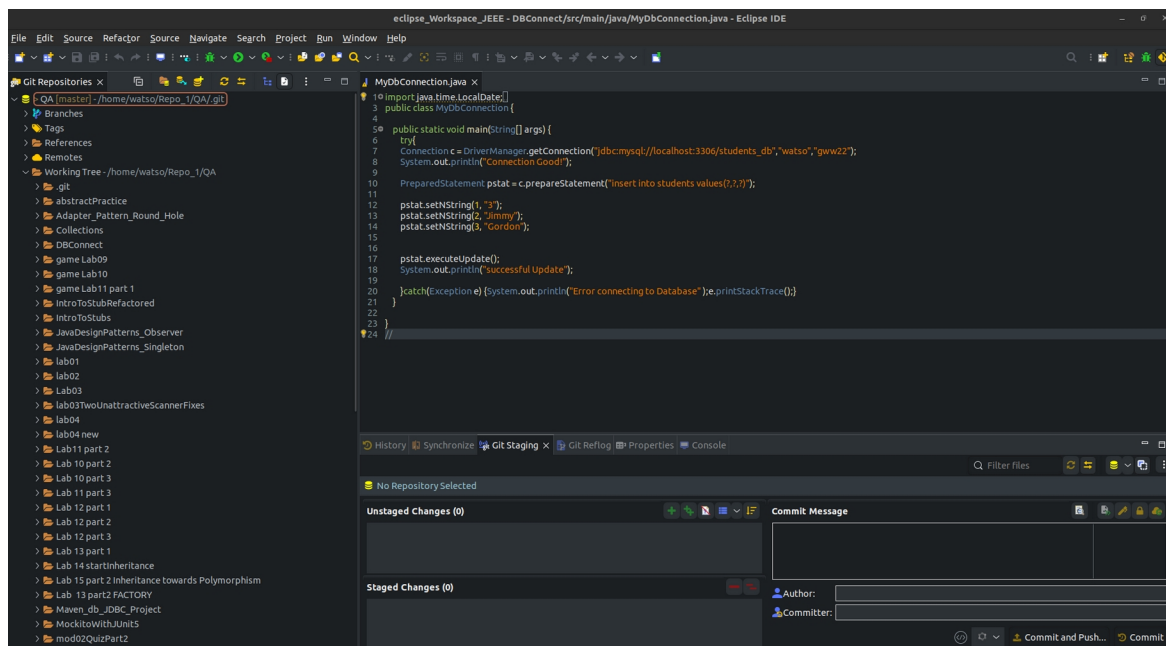 eclipse_Workspace_JEEE - DBConnect/src/main/java/MyDbConnection.java - Eclipse IDE
File Edit Source Refactor Source Navigate Search Project Run Window Help
Git Repositories
QA [master] - /home/watso/Repo_1/QA/.git
Branches
Tags
References
Remotes
Working Tree - /home/watso/Repo_1/QA
.git
abstractPractice
Adapter_Pattern_Round_Hole
Collections
DBConnect
game Lab09
game Lab10
game Lab11 part 1
IntroToStubRefactored
IntroToStubs
JavaDesignPatterns_Observer
JavaDesignPatterns_Singleton
lab01
lab02
Lab03
lab03TwoUnattractiveScannerFixes
lab04
lab04 new
Lab11 part 2
Lab 10 part 2
Lab 10 part 3
Lab 11 part 3
Lab 12 part 1
Lab 12 part 2
Lab 12 part 3
Lab 13 part 1
Lab 14 startInheritance
Lab 15 part 2 Inheritance towards Polymorphism
Lab 13 part2 FACTORY
Maven_db_JDBC_Project
MockitoWithJUnit5
mod02QuizPart2
MyDbConnection.java
1 import java.time.LocalDate;
3 public class MyDbConnection {
4
5 public static void main(String[] args) {
6 try{
7 Connection c = DriverManager.getConnection("jdbc:mysql://localhost:3306/students_db","watso","gww22");
8 System.out.println("Connection Good!");
9
10 PreparedStatement pstat = c.prepareStatement("insert into students values(?,?,?)");
11
12 pstat.setNString(1, "3");
13 pstat.setNString(2, "Jimmy");
14 pstat.setNString(3, "Gordon");
15
16
17 pstat.executeUpdate();
18 System.out.println("successful Update");
19
20 }catch(Exception e) {System.out.println("Error connecting to Database" );e.printStackTrace();}
21 }
22
23 }
24 //
History Synchronize Git Staging Git Reflog Properties Console
Filter files
No Repository Selected
Unstaged Changes (0)
Staged Changes (0)
Commit Message
Author:
Committer:
Commit and Push... Commit